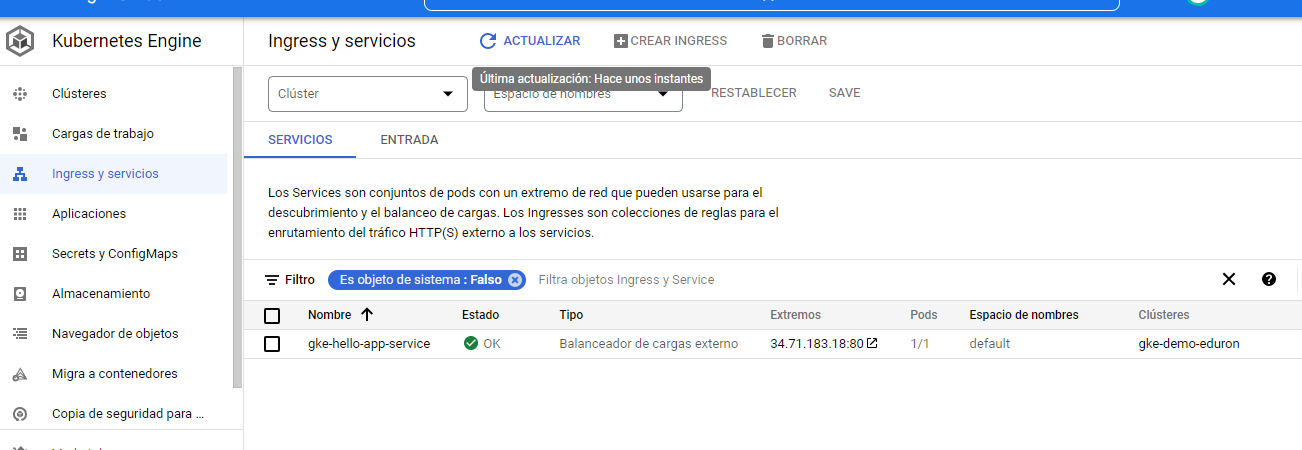 Kubernetes Engine
Ingress y servicios
ACTUALIZAR
CREAR INGRESS
BORRAR
Última actualización: Hace unos instantes
Clúster
Espacio de nombres
RESTABLECER
SAVE
Clústeres
Cargas de trabajo
Ingress y servicios
Aplicaciones
Secrets y ConfigMaps
Almacenamiento
Navegador de objetos
Migra a contenedores
Copia de seguridad para ...
SERVICIOS
ENTRADA
Los Services son conjuntos de pods con un extremo de red que pueden usarse para el
descubrimiento y el balanceo de cargas. Los Ingresses son colecciones de reglas para el
enrutamiento del tráfico HTTP(S) externo a los servicios.
Filtro
Es objeto de sistema : Falso
Filtra objetos Ingress y Service
Nombre Estado Tipo Extremos Pods Espacio de nombres Clústeres
gke-hello-app-service OK Balanceador de cargas externo 34.71.183.18:80 1/1 default gke-demo-eduron